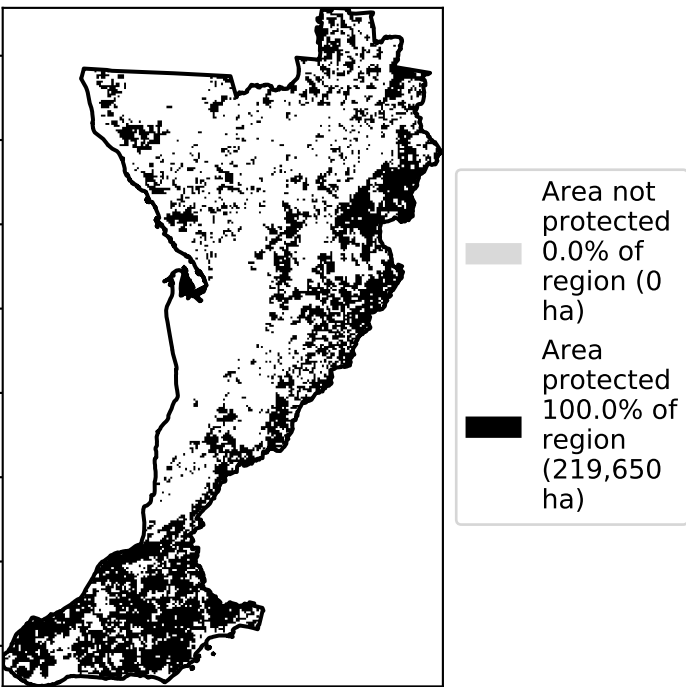 Area not
protected
0.0% of
region (0
ha)
Area
protected
100.0% of
region
(219,650
ha)